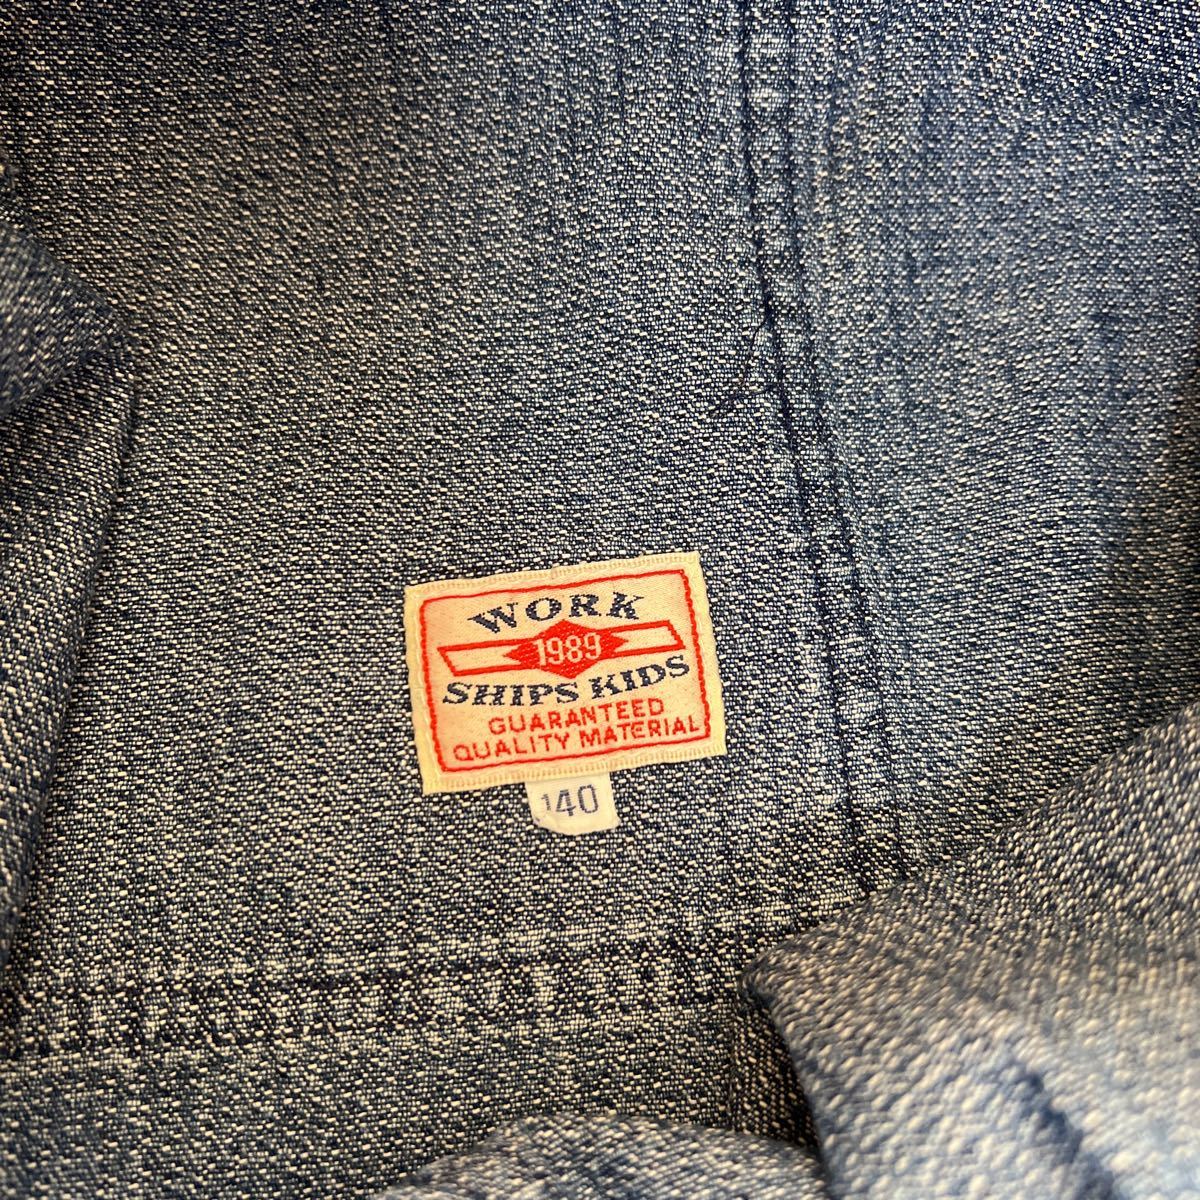 WORK
1989
SHIPS KIDS
GUARANTEED
QUALITY MATERIAL
140